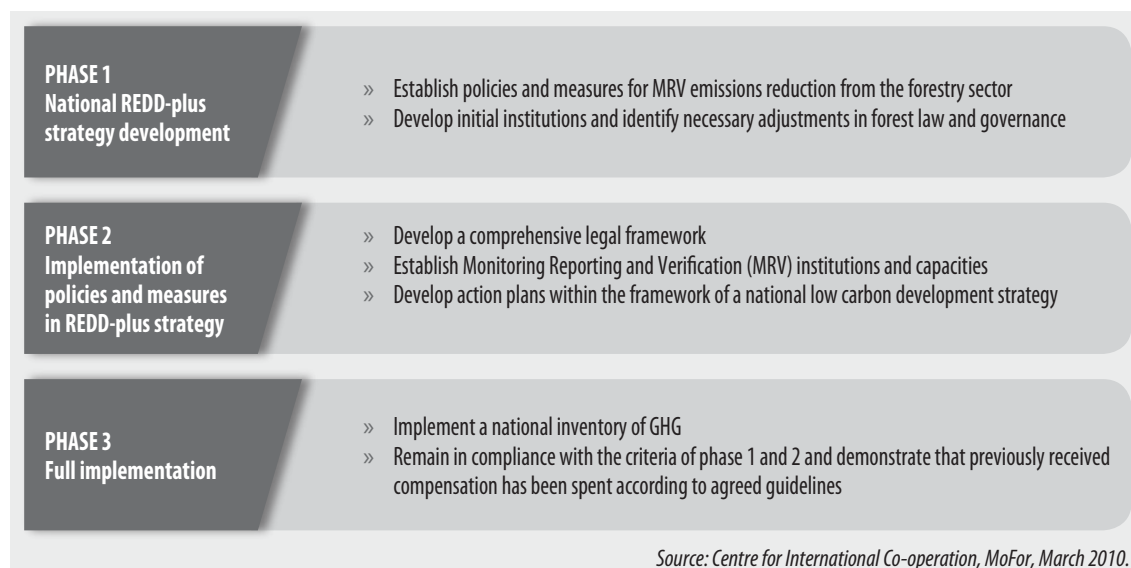 PHASE 1
National REDD-plus
strategy development
» Establish policies and measures for MRV emissions reduction from the forestry sector
» Develop initial institutions and identify necessary adjustments in forest law and governance
PHASE 2
Implementation of
policies and measures
in REDD-plus strategy
» Develop a comprehensive legal framework
» Establish Monitoring Reporting and Verification (MRV) institutions and capacities
» Develop action plans within the framework of a national low carbon development strategy
PHASE 3
Full implementation
» Implement a national inventory of GHG
» Remain in compliance with the criteria of phase 1 and 2 and demonstrate that previously received
compensation has been spent according to agreed guidelines
Source: Centre for International Co-operation, MoFor, March 2010.